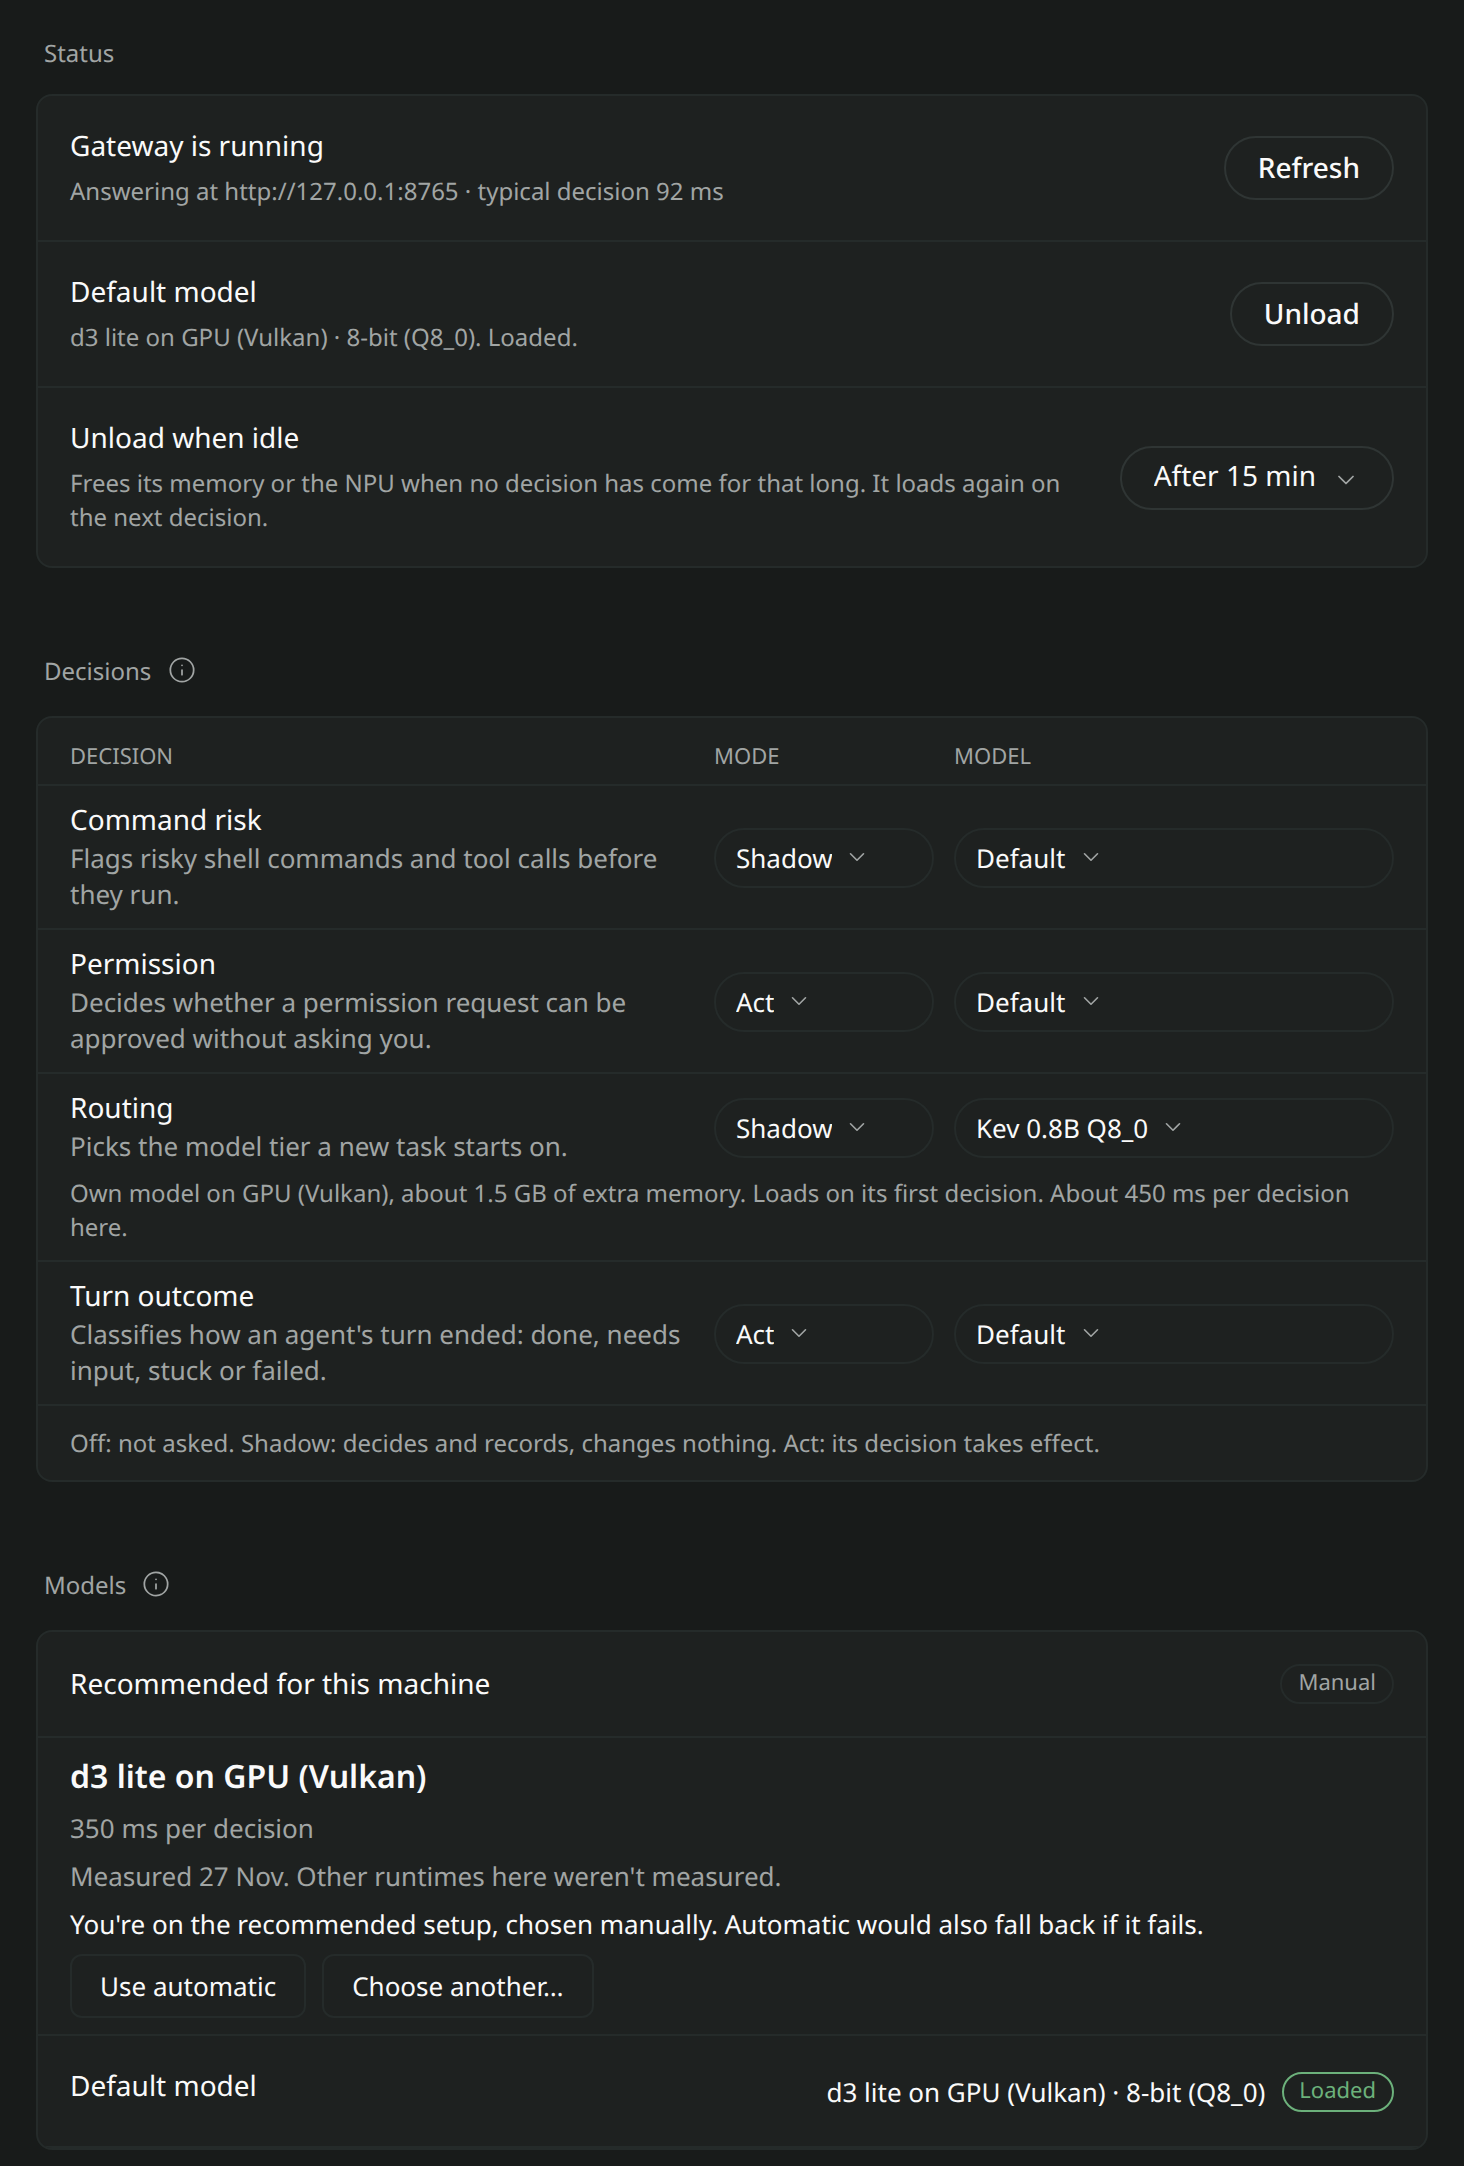 Status
Gateway is running
Answering at http://127.0.0.1:8765 · typical decision 92 ms
Refresh
Default model
d3 lite on GPU (Vulkan) · 8-bit (Q8_0). Loaded.
Unload
Unload when idle
Frees its memory or the NPU when no decision has come for that long. It loads again on
the next decision.
After 15 min
Decisions
DECISION MODE MODEL
Command risk
Flags risky shell commands and tool calls before
they run.
Shadow Default
Permission
Decides whether a permission request can be
approved without asking you.
Act Default
Routing
Picks the model tier a new task starts on.
Shadow Kev 0.8B Q8_0
Own model on GPU (Vulkan), about 1.5 GB of extra memory. Loads on its first decision. About 450 ms per decision
here.
Turn outcome
Classifies how an agent's turn ended: done, needs
input, stuck or failed.
Act Default
Off: not asked. Shadow: decides and records, changes nothing. Act: its decision takes effect.
Models
Recommended for this machine Manual
d3 lite on GPU (Vulkan)
350 ms per decision
Measured 27 Nov. Other runtimes here weren't measured.
You're on the recommended setup, chosen manually. Automatic would also fall back if it fails.
Use automatic Choose another...
Default model d3 lite on GPU (Vulkan) · 8-bit (Q8_0) Loaded